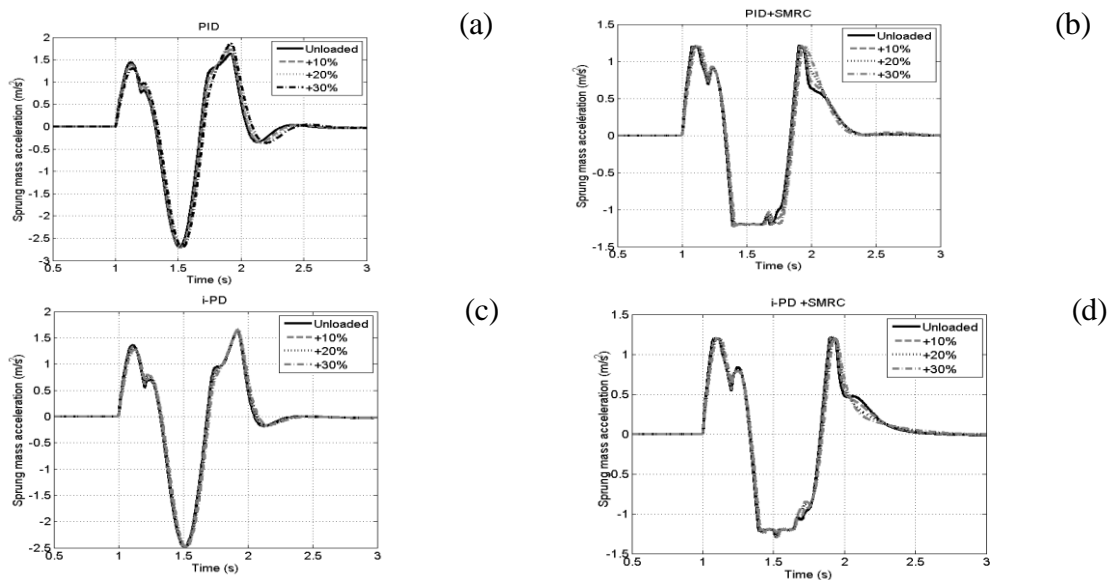 PID
(a)
Sprung mass acceleration (m/s²)
2
1.5
1
0.5
0
-0.5
-1
-1.5
-2
-2.5
-3
Unloaded
+10%
+20%
+30%
0.5 1 1.5 2 2.5 3
Time (s)
PID+SMRC
(b)
Sprung mass accéleration (m/s²)
1.5
1
0.5
0
-0.5
-1.0
-1.5
Unloaded
+10%
+20%
+30%
0.5 1 1.5 2 2.5 3
Time (s)
i-PD
(c)
Sprung mass acceleration (m/s²)
2
1.5
1
0.5
0
-0.5
-1
-1.5
-2
-2.5
Unloaded
+10%
+20%
+30%
0.5 1 1.5 2 2.5 3
Time (s)
i-PD +SMRC
(d)
Sprung mass acceleration (m/s²)
1.5
1
0.5
0
-0.5
-1
-1.5
Unloaded
+10%
+20%
+30%
0.5 1 1.5 2 2.5 3
Time (s)